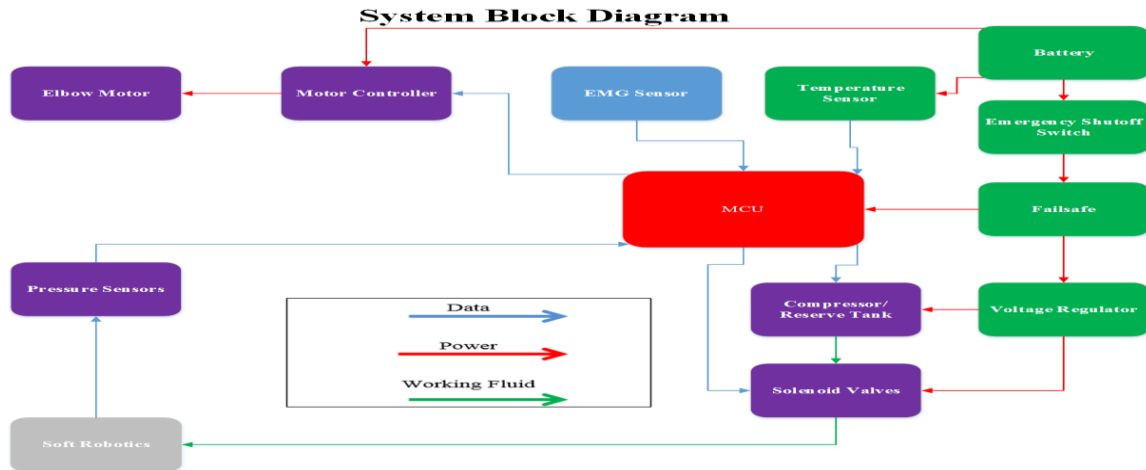 System Block Diagram
Battery
Elbow Motor
Motor Controller
EMG Sensor
Temperature
Sensor
Emergency Shutoff
Switch
MCU
Failsafe
Pressure Sensors
Data
Power
Working Fluid
Compressor/
Reserve Tank
Voltage Regulator
Solenoid Valves
Soft Robotics